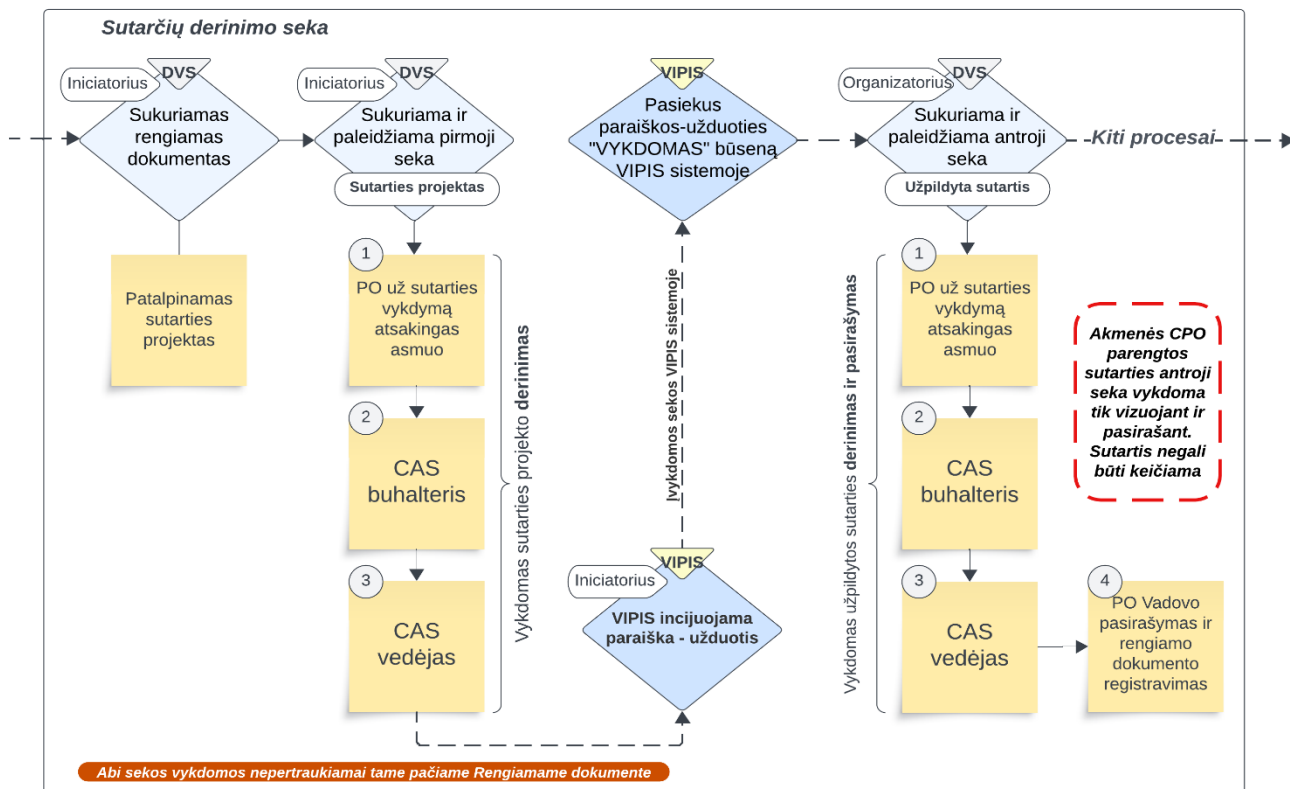 Sutarčių derinimo seka
Iniciatorius
DVS
Sukuriamas
rengiamas
dokumentas
Patalpinamas
sutarties
projektas
Iniciatorius
DVS
Sukuriama ir
paleidžiama pirmoji
seka
Sutarties projektas
1
PO už sutarties
vykdymą
atsakingas
asmuo
2
CAS
buhalteris
3
CAS
vedėjas
Vykdomas sutarties projekto derinimas
Iniciatorius
VIPIS
VIPIS incijuojama
paraiška - užduotis
Įvykdomos sekos VIPIS sistemoje
VIPIS
Pasiekus
paraiškos-užduoties
"VYKDOMAS" būseną
VIPIS sistemoje
Organizatorius
DVS
Sukuriama ir
paleidžiama antroji
seka
Užpildyta sutartis
Kiti procesai
1
PO už sutarties
vykdymą
atsakingas
asmuo
2
CAS
buhalteris
3
CAS
vedėjas
4
PO Vadovo
pasirašymas ir
rengiamo
dokumento
registravimas
Vykdomas užpildytos sutarties derinimas ir pasirašymas
Akmenės CPO
parengtos
sutarties antroji
seka vykdoma
tik vizuojant ir
pasirašant.
Sutartis negali
būti keičiama
Abi sekos vykdomos nepertraukiamai tame pačiame Rengiamame dokumente